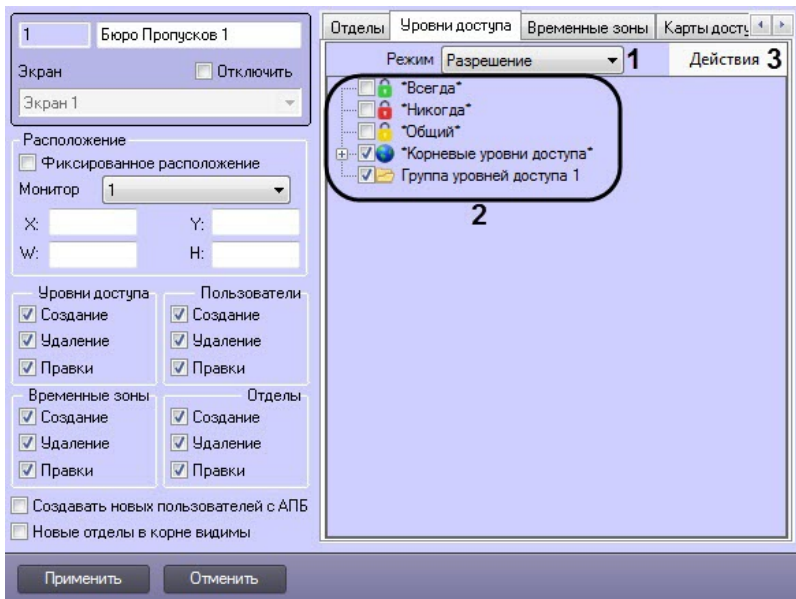 1 Бюро Пропусков 1
Экран Отключить
Экран 1
Расположение
Фиксированное расположение
Монитор 1
X: Y:
W: H:
Уровни доступа Пользователи
Создание Создание
Удаление Удаление
Правки Правки
Временные зоны Отделы
Создание Создание
Удаление Удаление
Правки Правки
Создавать новых пользователей с АПБ
Новые отделы в корне видимы
Отделы Уровни доступа Временные зоны Карты
Режим Разрешение 1 Действия 3
*Всегда*
*Никогда*
*Общий*
*Корневые уровни доступа*
Группа уровней доступа 1
2
Применить Отменить